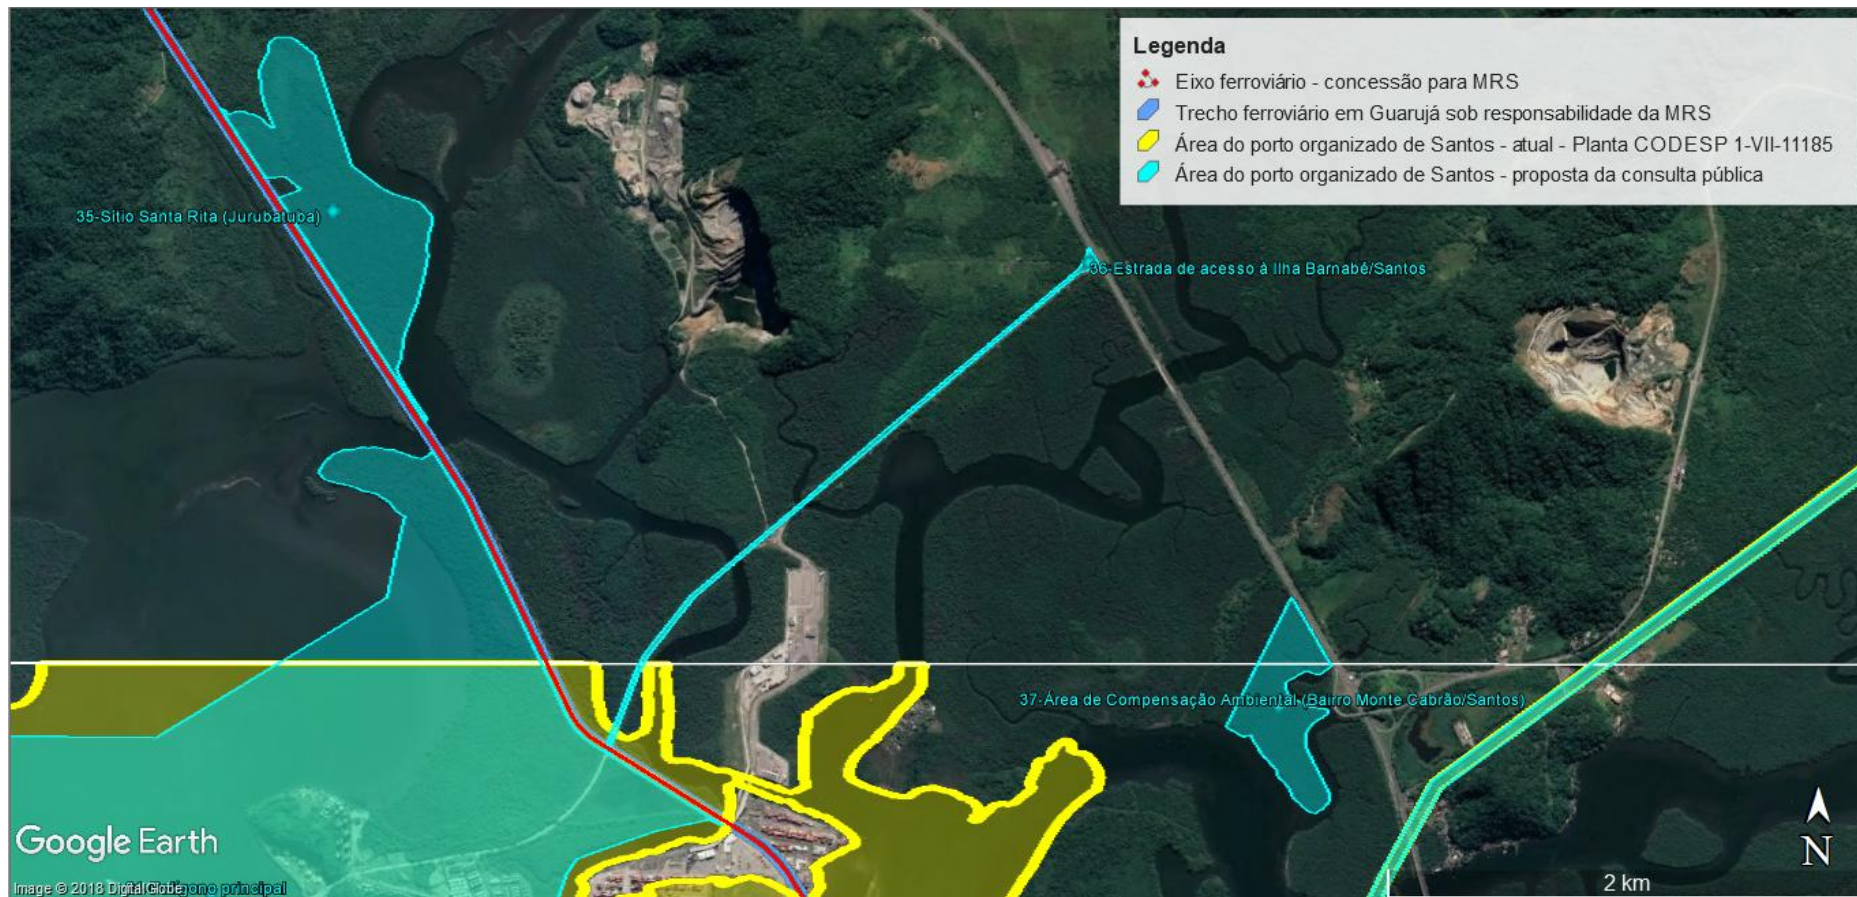 Legenda
Eixo ferroviário - concessão para MRS
Trecho ferroviário em Guarujá sob responsabilidade da MRS
Área do porto organizado de Santos - atual - Planta CODESP 1-VII-11185
Área do porto organizado de Santos - proposta da consulta pública
35-Sítio Santa Rita (Jurubatuba)
36-Estrada de acesso à Ilha Barnabé/Santos
37-Área de Compensação Ambiental (Bairro Monte Cabrão/Santos)
Google Earth
N
2 km
Image © 2018 DigitalGlobe
principal